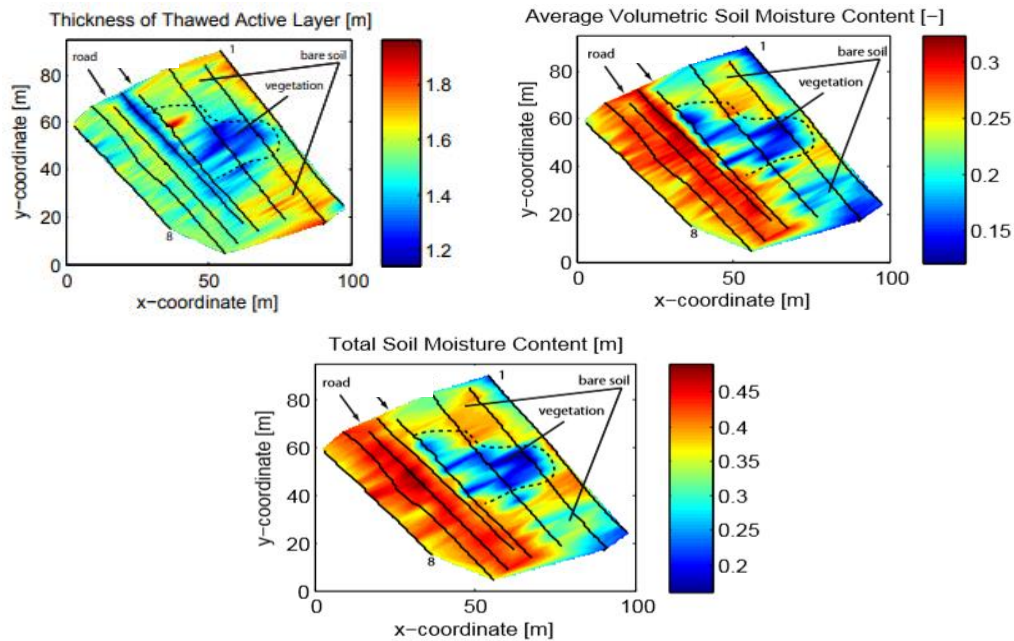 Thickness of Thawed Active Layer [m]
road
1
bare soil
vegetation
8
y-coordinate [m]
80
60
40
20
0
0
50
100
x-coordinate [m]
1.8
1.6
1.4
1.2
Average Volumetric Soil Moisture Content [-]
road
1
bare soil
vegetation
8
y-coordinate [m]
80
60
40
20
0
0
50
100
x-coordinate [m]
0.3
0.25
0.2
0.15
Total Soil Moisture Content [m]
road
1
bare soil
vegetation
8
y-coordinate [m]
80
60
40
20
0
0
50
100
x-coordinate [m]
0.45
0.4
0.35
0.3
0.25
0.2